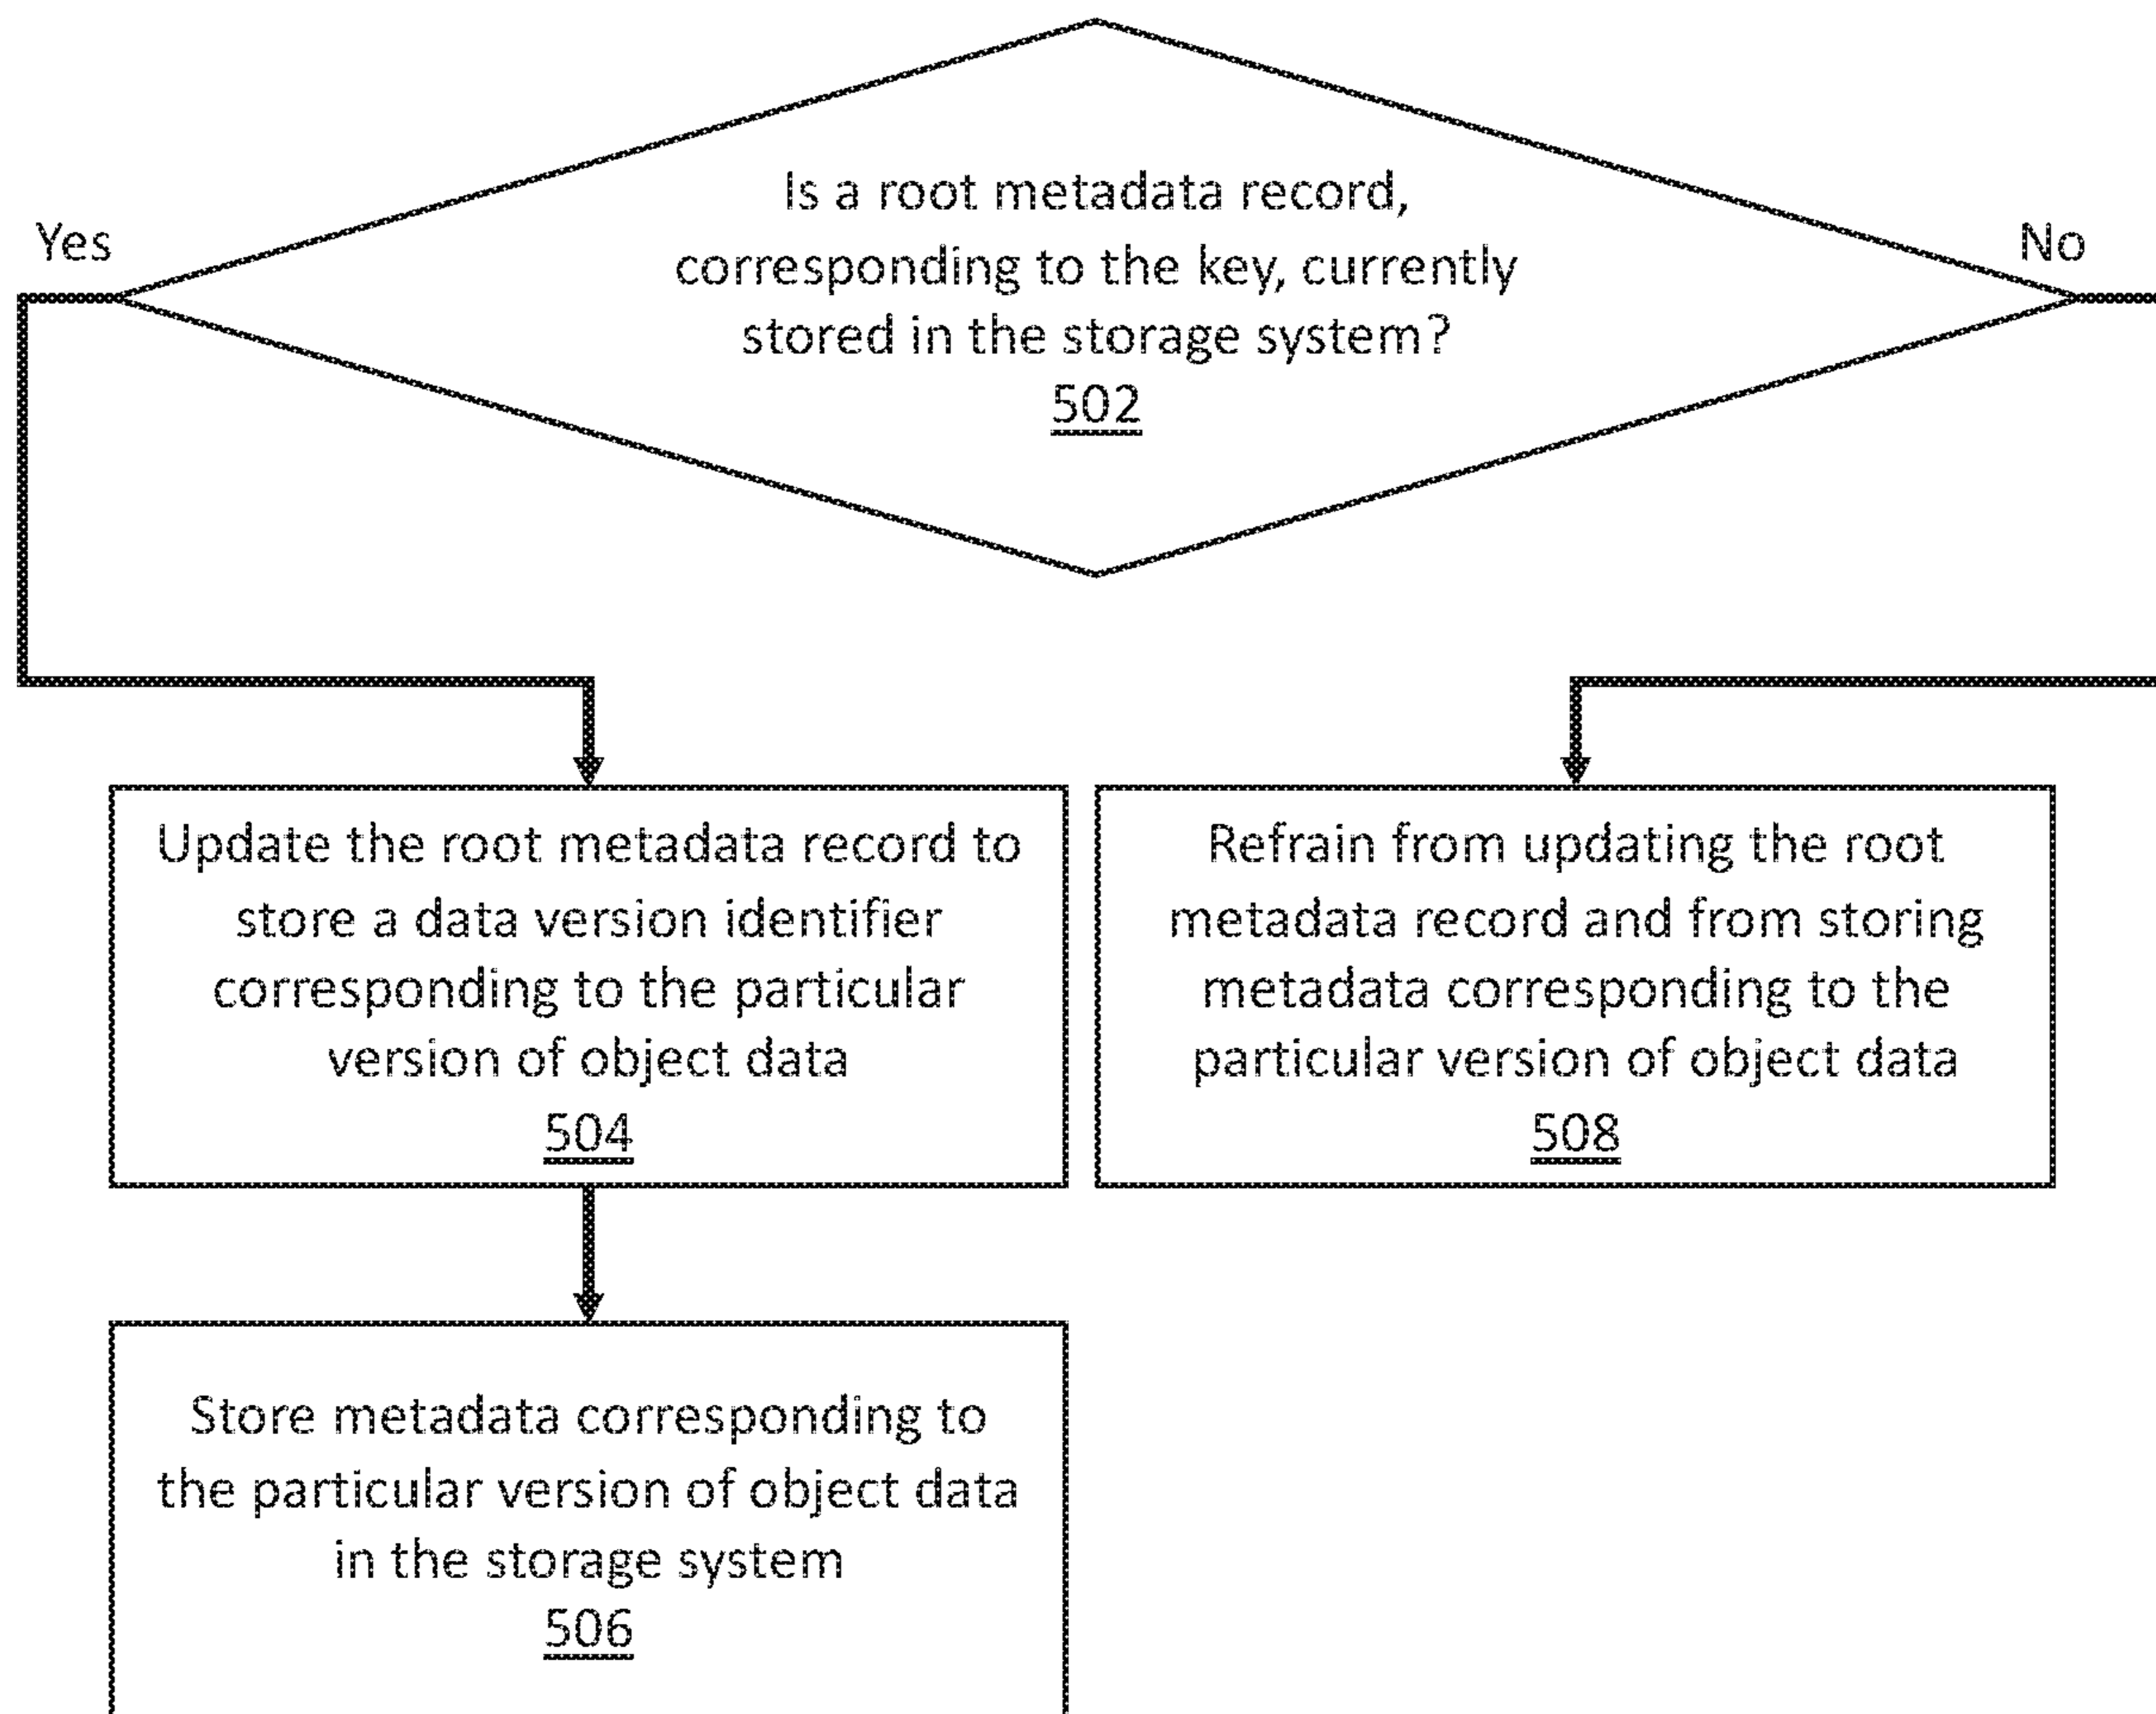 Is a root metadata record,
corresponding to the key, currently
stored in the storage system?
502
Yes
No
Update the root metadata record to
store a data version identifier
corresponding to the particular
version of object data
504
Refrain from updating the root
metadata record and from storing
metadata corresponding to the
particular version of object data
508
Store metadata corresponding to
the particular version of object data
in the storage system
506